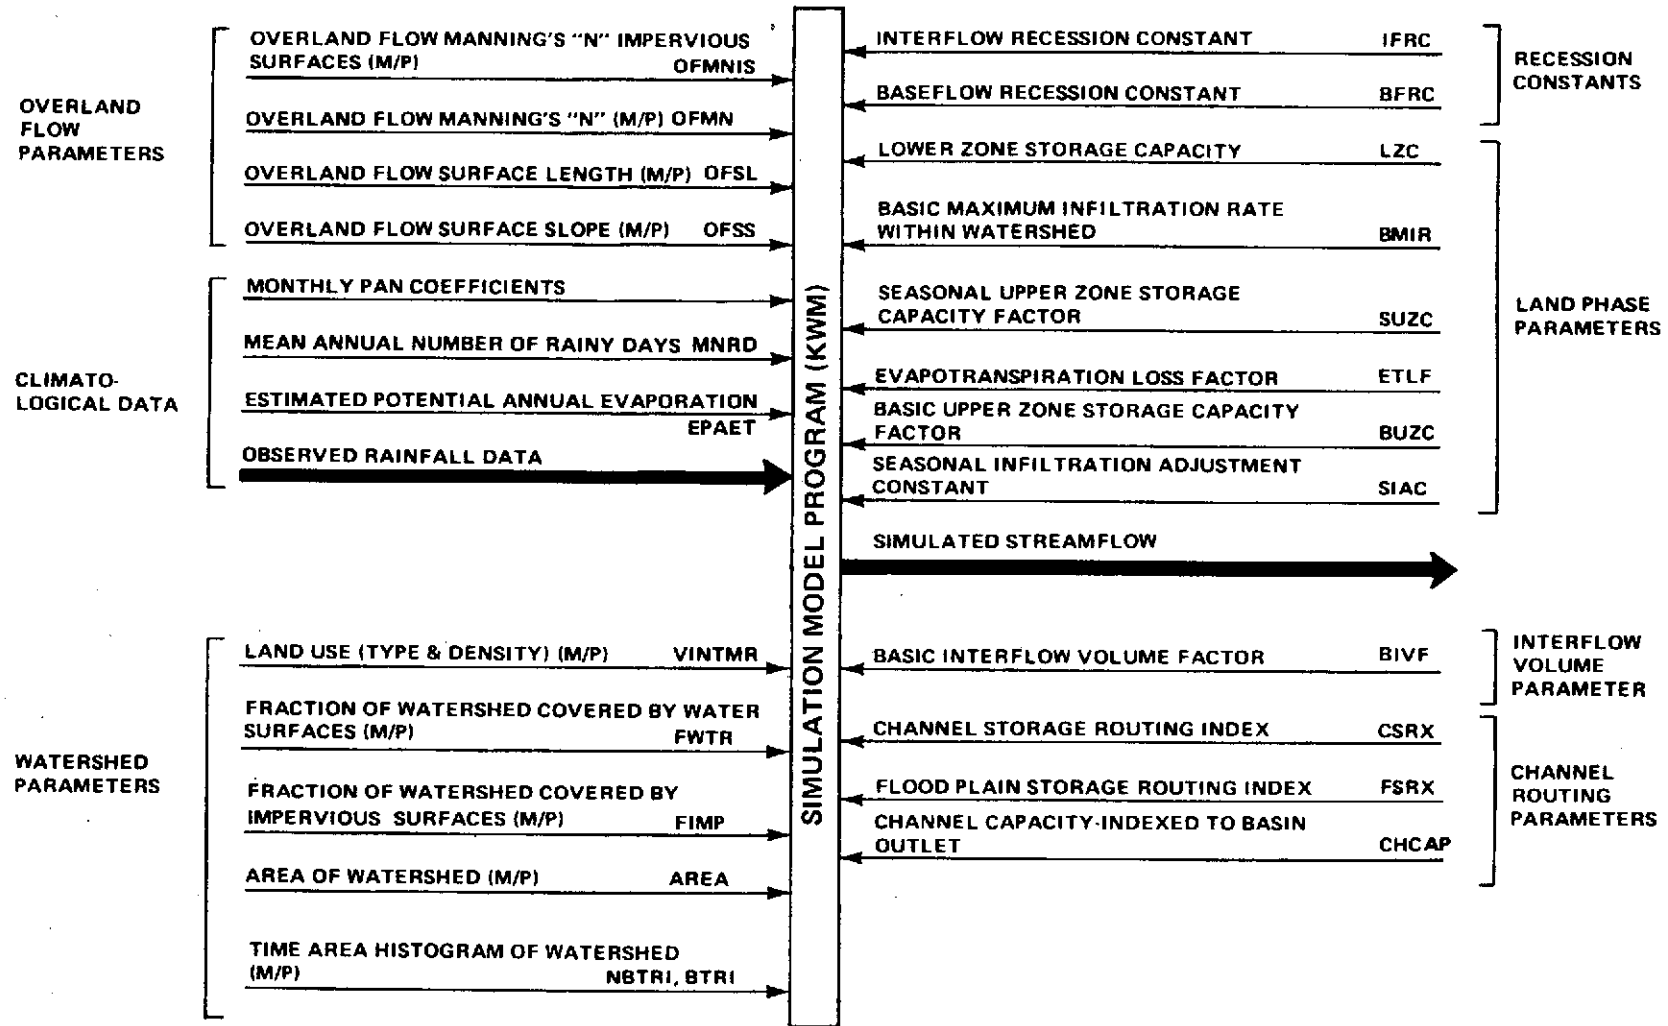 OVERLAND
FLOW
PARAMETERS
OVERLAND FLOW MANNING'S "N" IMPERVIOUS
SURFACES (M/P) OFMNIS
OVERLAND FLOW MANNING'S "N" (M/P) OFMN
OVERLAND FLOW SURFACE LENGTH (M/P) OFSL
OVERLAND FLOW SURFACE SLOPE (M/P) OFSS
CLIMATO-
LOGICAL DATA
MONTHLY PAN COEFFICIENTS
MEAN ANNUAL NUMBER OF RAINY DAYS MNRD
ESTIMATED POTENTIAL ANNUAL EVAPORATION
EPAET
OBSERVED RAINFALL DATA
WATERSHED
PARAMETERS
LAND USE (TYPE & DENSITY) (M/P) VINTMR
FRACTION OF WATERSHED COVERED BY WATER
SURFACES (M/P) FWTR
FRACTION OF WATERSHED COVERED BY
IMPERVIOUS SURFACES (M/P) FIMP
AREA OF WATERSHED (M/P) AREA
TIME AREA HISTOGRAM OF WATERSHED
(M/P) NBTRI, BTRI
SIMULATION MODEL PROGRAM (KWM)
INTERFLOW RECESSION CONSTANT IFRC
BASEFLOW RECESSION CONSTANT BFRC
RECESSION
CONSTANTS
LOWER ZONE STORAGE CAPACITY LZC
BASIC MAXIMUM INFILTRATION RATE
WITHIN WATERSHED BMIR
SEASONAL UPPER ZONE STORAGE
CAPACITY FACTOR SUZC
EVAPOTRANSPIRATION LOSS FACTOR ETLF
BASIC UPPER ZONE STORAGE CAPACITY
FACTOR BUZC
SEASONAL INFILTRATION ADJUSTMENT
CONSTANT SIAC
LAND PHASE
PARAMETERS
SIMULATED STREAMFLOW
BASIC INTERFLOW VOLUME FACTOR BIVF
INTERFLOW
VOLUME
PARAMETER
CHANNEL STORAGE ROUTING INDEX CSRX
FLOOD PLAIN STORAGE ROUTING INDEX FSRX
CHANNEL CAPACITY-INDEXED TO BASIN
OUTLET CHCAP
CHANNEL
ROUTING
PARAMETERS